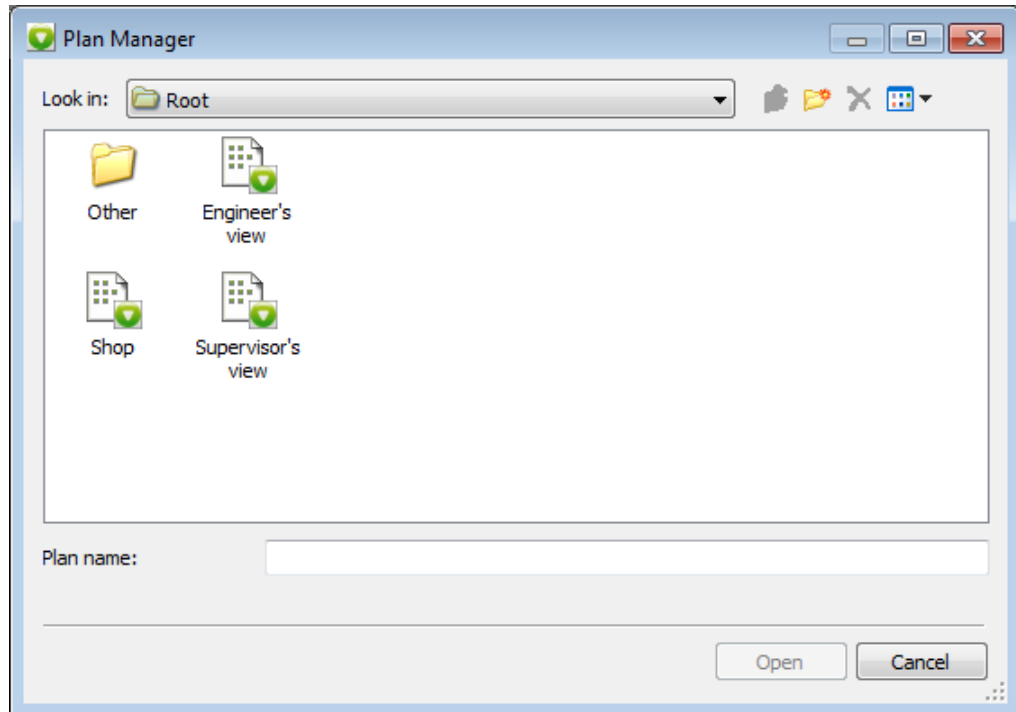 Plan Manager
Look in: Root
Other
Engineer's
view
Shop
Supervisor's
view
Plan name:
Open
Cancel